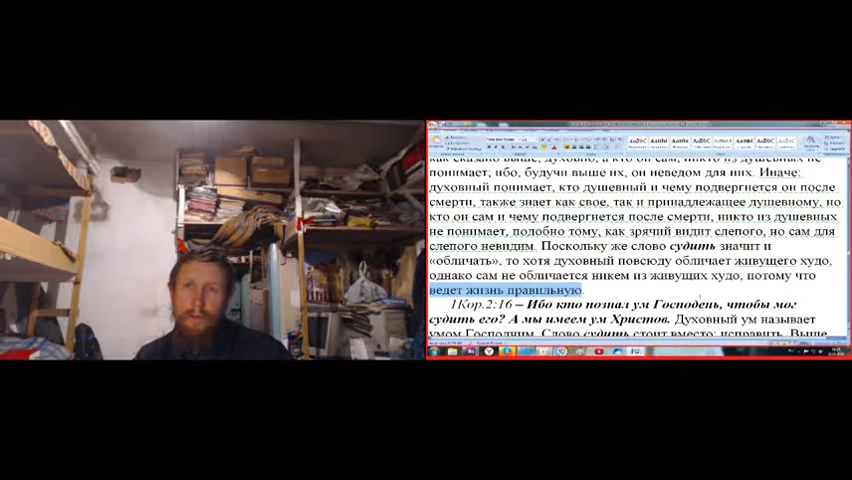 как сказано выше, духовно, а кто он сам, никто из душевных не
понимает; ибо, будучи выше их, он неведом для них. Иначе:
духовный понимает, кто душевный и чему подвергнется он после
смерти, также знает как свое, так и принадлежащее душевному, но
кто он сам и чему подвергнется после смерти, никто из душевных
не понимает, подобно тому, как зрячий видит слепого, но сам для
слепого невидим. Поскольку же слово судить значит и
«обличать», то хотя духовный повсюду обличает живущего худо,
однако сам не обличается никем из живущих худо, потому что
ведет жизнь правильную.
1Кор.2:16 – Ибо кто познал ум Господень, чтобы мог
судить его? А мы имеем ум Христов. Духовный ум называет
умом Господним. Слово судить стоит вместо: исправить. Выше